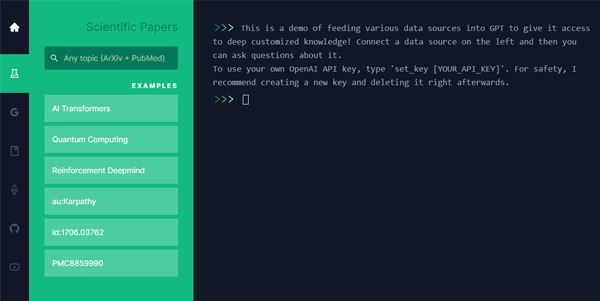 Scientific Papers
Any topic (ArXiv + PubMed)
EXAMPLES
AI Transformers
Quantum Computing
Reinforcement Deepmind
au:Karpathy
id:1706.03762
PMC8859990
>>> This is a demo of feeding various data sources into GPT to give it access
to deep customized knowledge! Connect a data source on the left and then you
can ask questions about it.
To use your own OpenAI API key, type 'set_key [YOUR_API_KEY]'. For safety, I
recommend creating a new key and deleting it right afterwards.
>>>